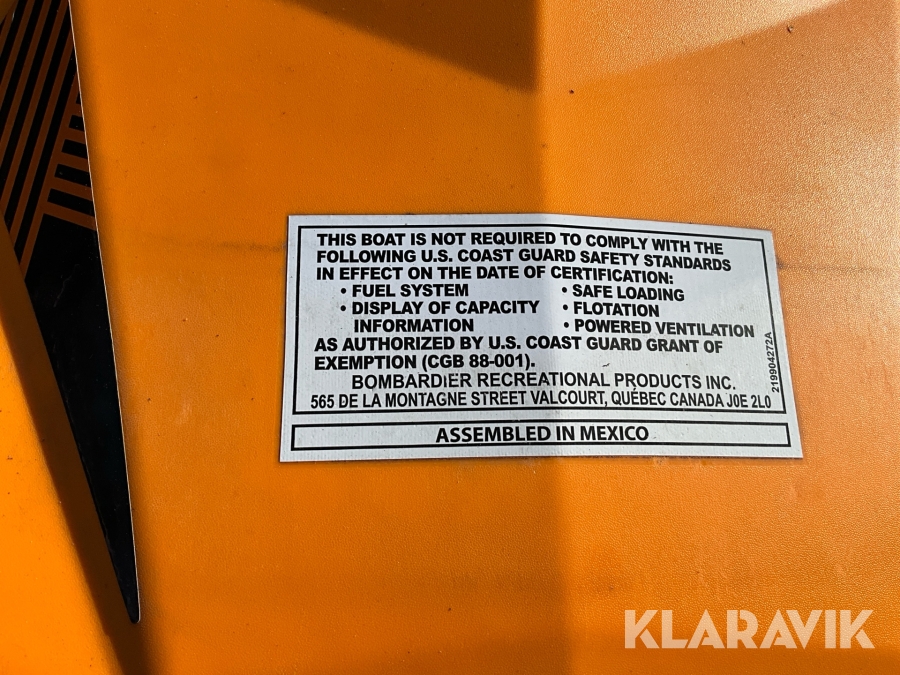 THIS BOAT IS NOT REQUIRED TO COMPLY WITH THE
FOLLOWING U.S. COAST GUARD SAFETY STANDARDS
IN EFFECT ON THE DATE OF CERTIFICATION:
• FUEL SYSTEM
• DISPLAY OF CAPACITY
INFORMATION
• SAFE LOADING
• FLOTATION
• POWERED VENTILATION
AS AUTHORIZED BY U.S. COAST GUARD GRANT OF
EXEMPTION (CGB 88-001).
BOMBARDIER RECREATIONAL PRODUCTS INC.
565 DE LA MONTAGNE STREET VALCOURT, QUÉBEC CANADA J0E 2L0
219904272A
ASSEMBLED IN MEXICO
KLARAVIK